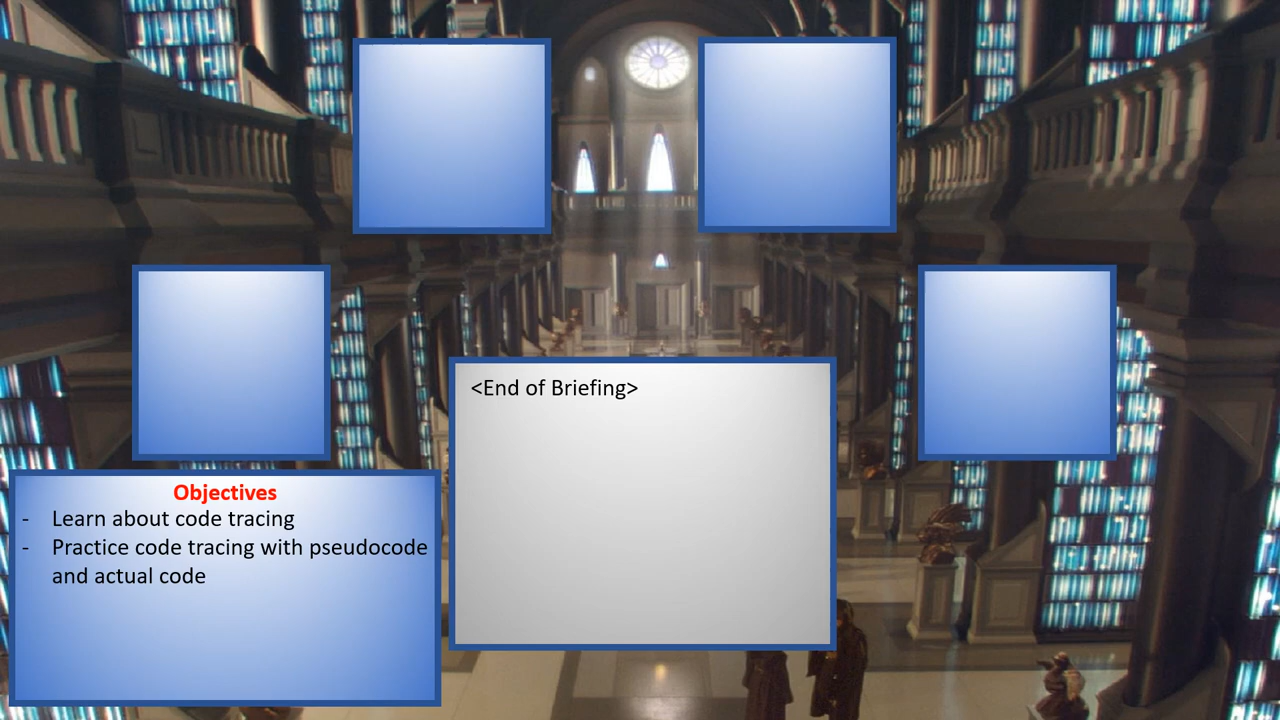 <End of Briefing>
Objectives
- Learn about code tracing
- Practice code tracing with pseudocode
and actual code